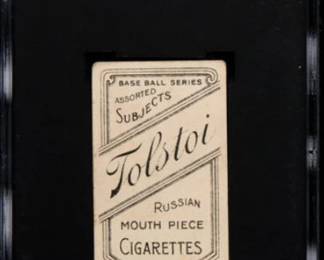 BASE BALL SERIES
ASSORTED
SUBJECTS
Tolstoi
RUSSIAN
MOUTH PIECE
CIGARETTES